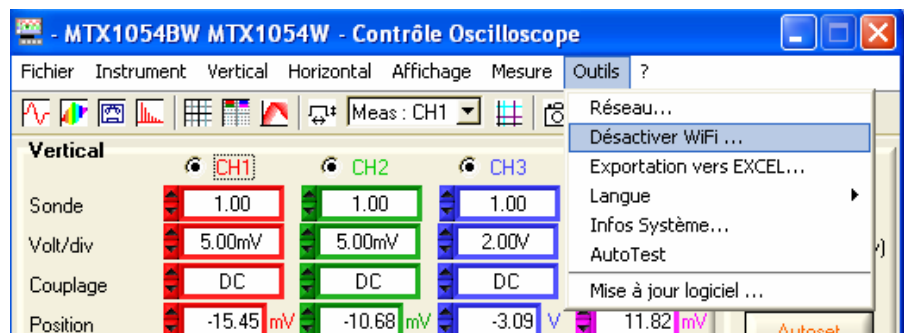 - MTX1054BW MTX1054W - Contrôle Oscilloscope
Fichier Instrument Vertical Horizontal Affichage Mesure Outils ?
Meas : CH1
Réseau...
Désactiver WiFi ...
Exportation vers EXCEL...
Langue
Infos Système...
AutoTest
Mise à jour logiciel ...
Vertical
CH1 CH2 CH3
Sonde 1.00 1.00 1.00
Volt/div 5.00mV 5.00mV 2.00V
Couplage DC DC DC
Position -15.45 mV -10.68 mV -3.09 V 11.82 mV
Autoset